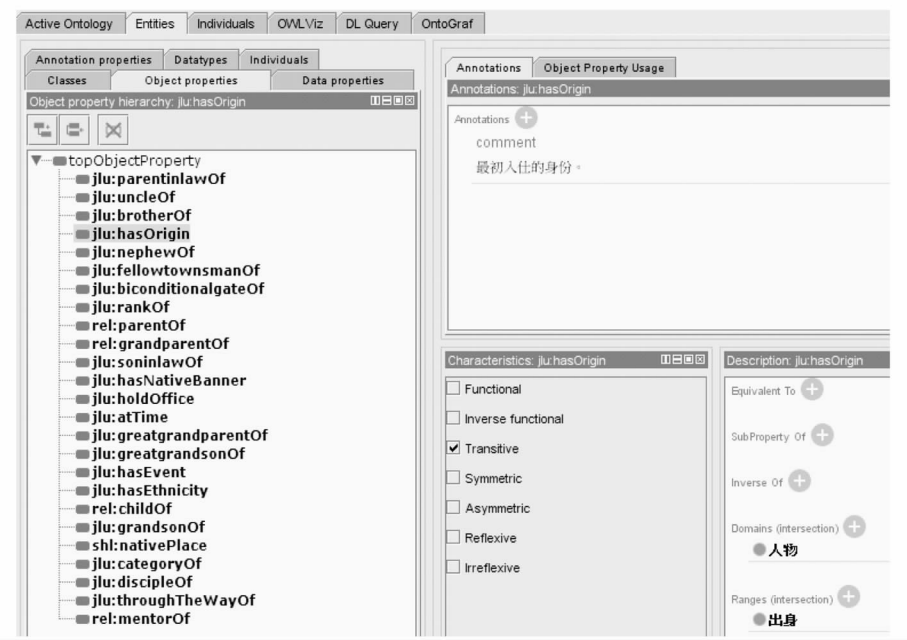 Active Ontology Entities Individuals OWLViz DL Query OntoGraf
Annotation properties Datatypes Individuals
Classes Object properties Data properties
Object property hierarchy: jlu:hasOrigin
topObjectProperty
jlu:parentinlawOf
jlu:uncleOf
jlu:brotherOf
jlu:hasOrigin
jlu:nephewOf
jlu:fellowtownsmanOf
jlu:biconditionalgateOf
jlu:rankOf
rel:parentOf
rel:grandparentOf
jlu:soninlawOf
jlu:hasNativeBanner
jlu:holdOffice
jlu:atTime
jlu:greatgrandparentOf
jlu:greatgrandsonOf
jlu:hasEvent
jlu:hasEthnicity
rel:childOf
jlu:grandsonOf
shl:nativePlace
jlu:categoryOf
jlu:discipleOf
jlu:throughTheWayOf
rel:mentorOf
Annotations Object Property Usage
Annotations: jlu:hasOrigin
Annotations
comment
最初入仕的身份。
Characteristics: jlu:hasOrigin
Functional
Inverse functional
Transitive
Symmetric
Asymmetric
Reflexive
Irreflexive
Description: jlu:hasOrigin
Equivalent To
SubProperty Of
Inverse Of
Domains (intersection)
人物
Ranges (intersection)
出身